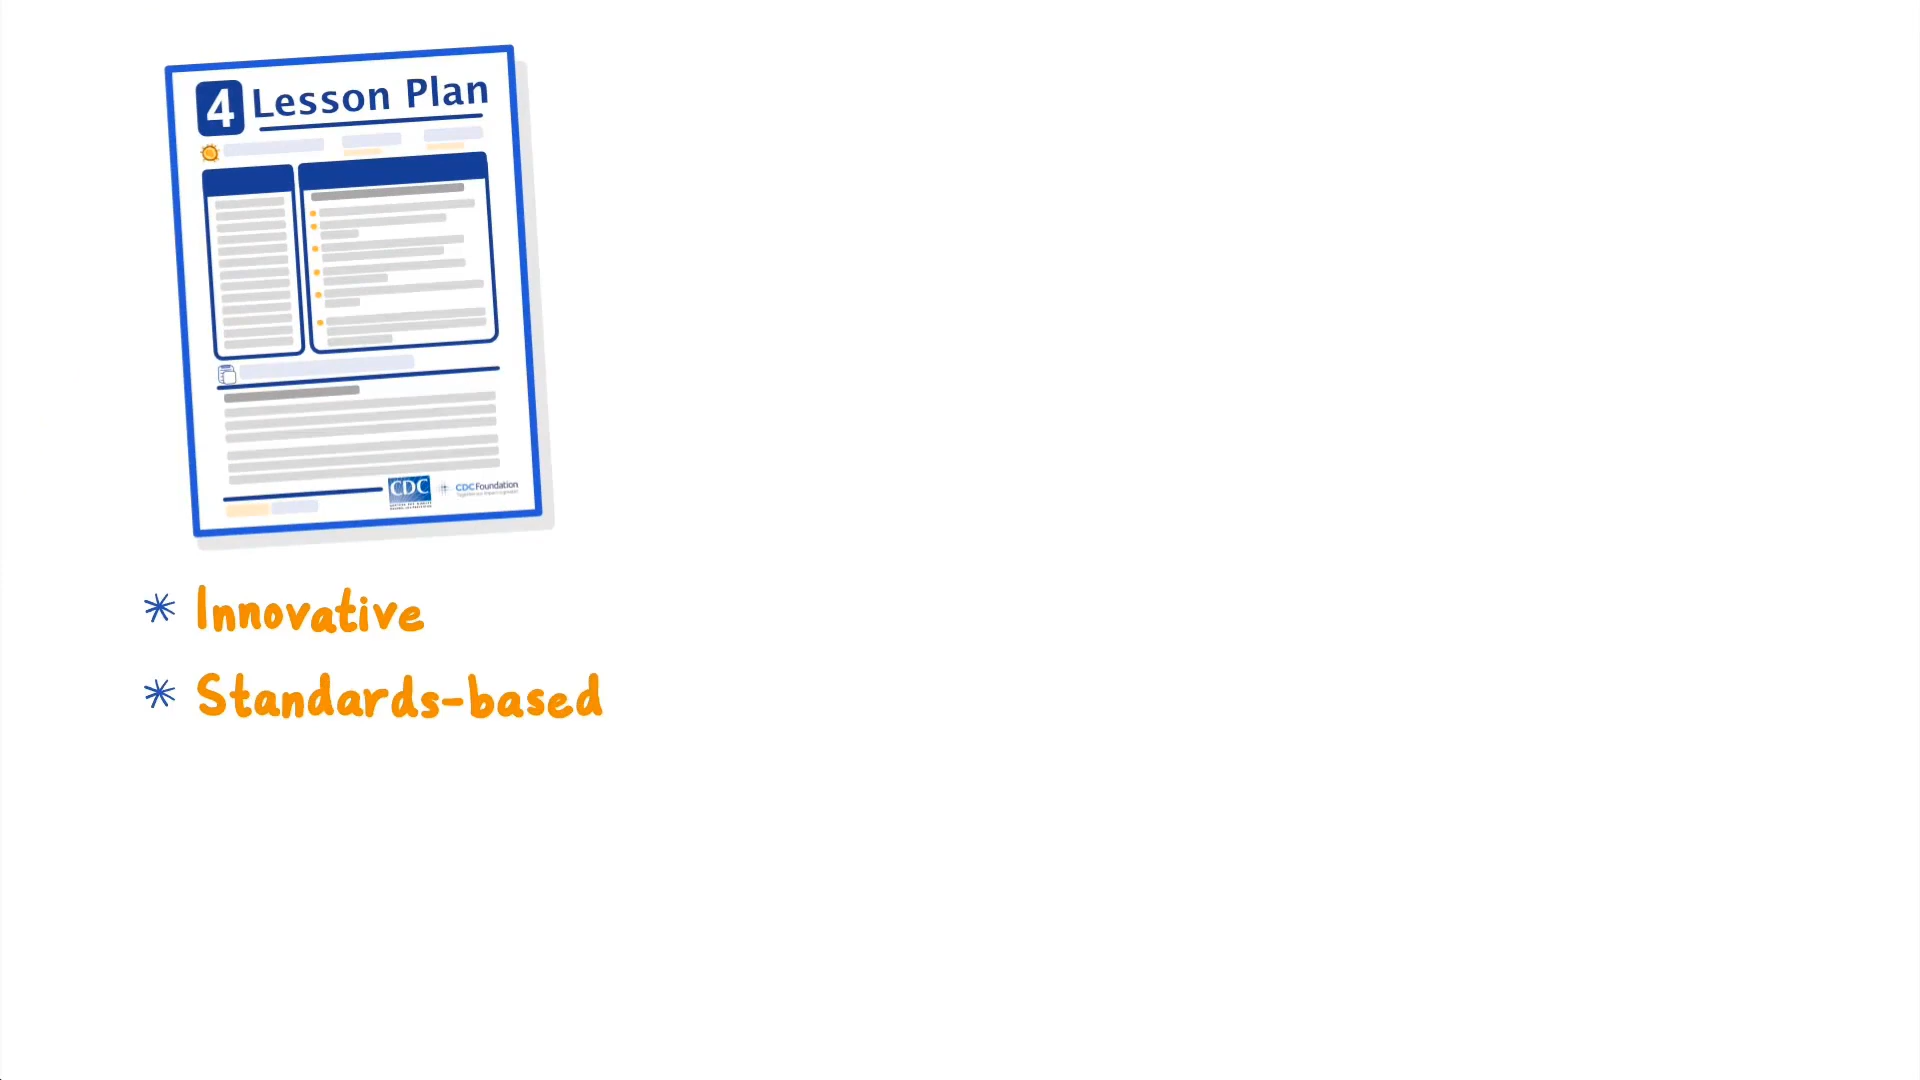 4 Lesson Plan
CDC
CDC Foundation
* Innovative
* Standards-based